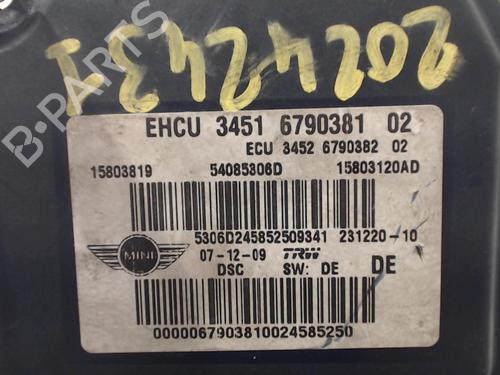 B-PARTS
EHCU 3451 6790381 02
ECU 3452 6790382 02
15803819 54085306D 15803120AD
5306D245852509341 231220-10
MINI 07-12-09 TRW DE
DSC SW: DE
00000679038100245852​50